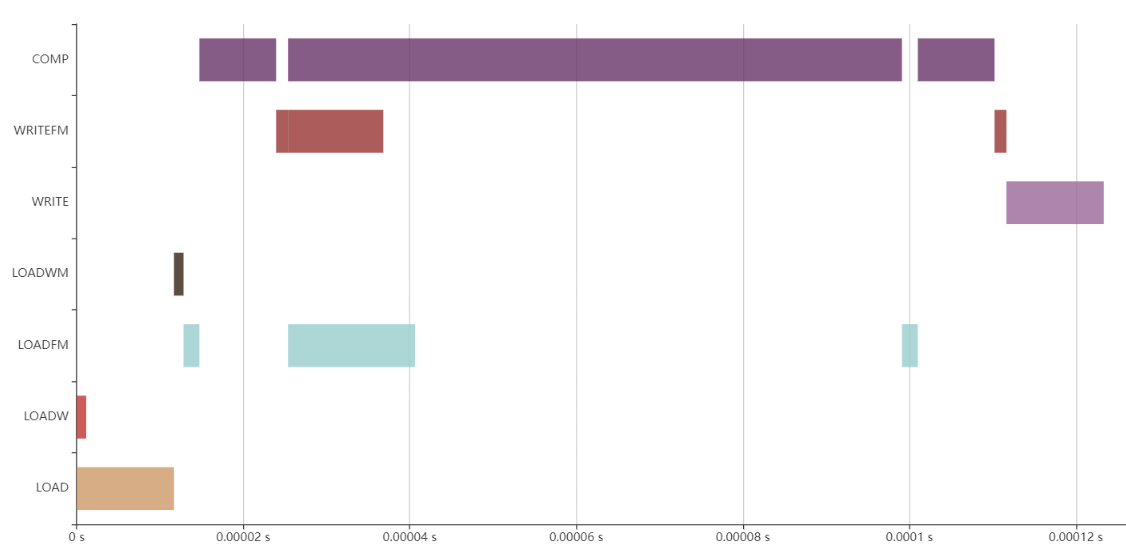 COMP
WRITEFM
WRITE
LOADWM
LOADFM
LOADW
LOAD
0 s 0.00002 s 0.00004 s 0.00006 s 0.00008 s 0.0001 s 0.00012 s